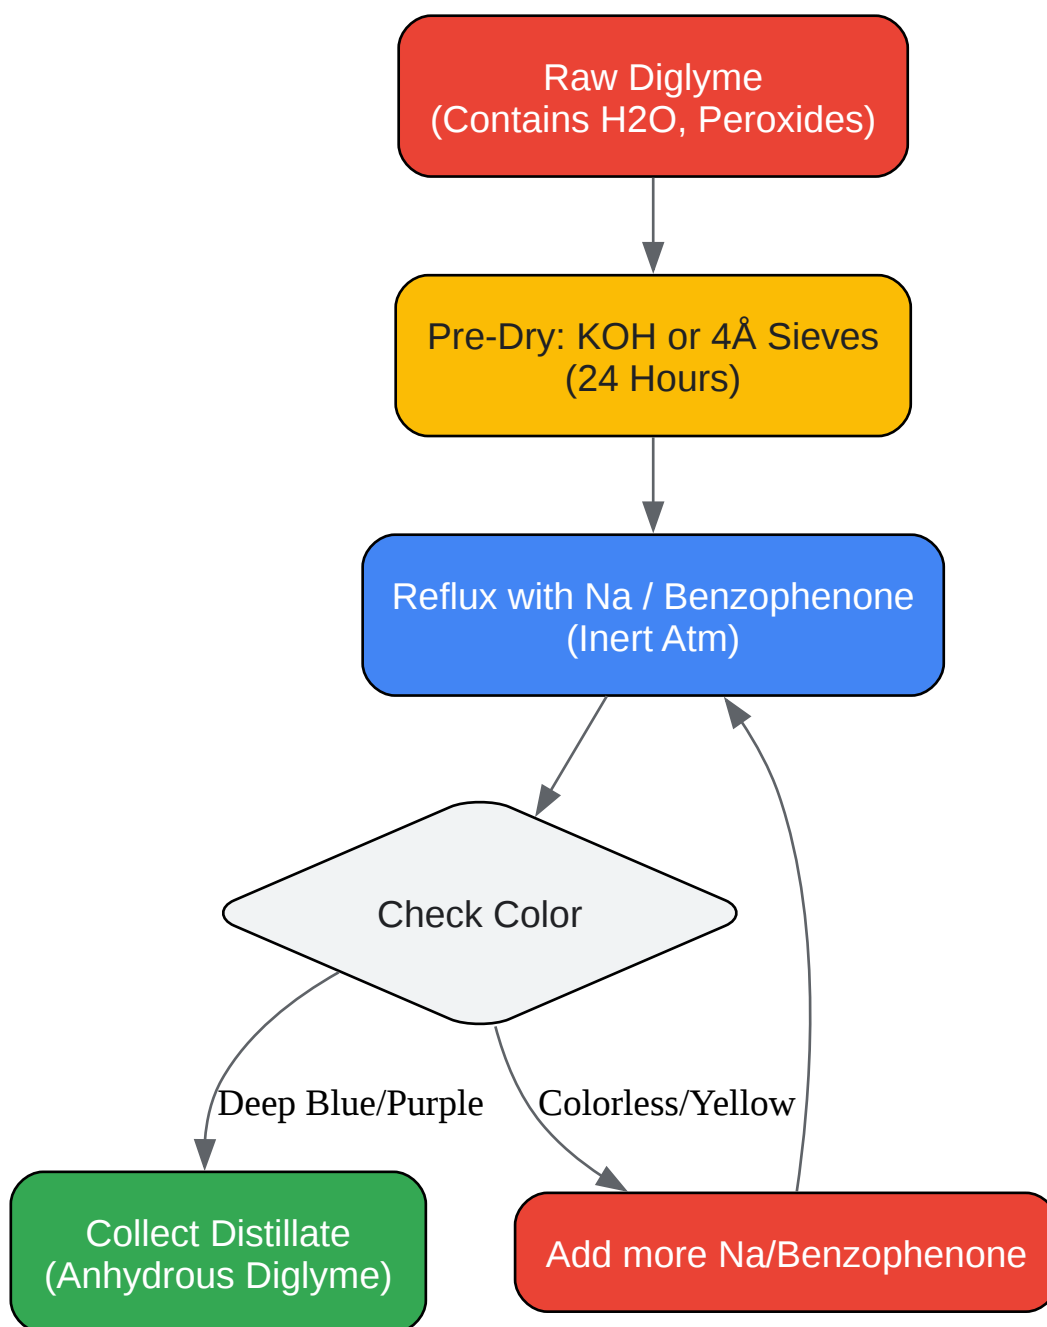 Raw Diglyme
(Contains H2O, Peroxides)
Pre-Dry: KOH or 4Å Sieves
(24 Hours)
Reflux with Na / Benzophenone
(Inert Atm)
Check Color
Deep Blue/Purple
Colorless/Yellow
Collect Distillate
(Anhydrous Diglyme)
Add more Na/Benzophenone